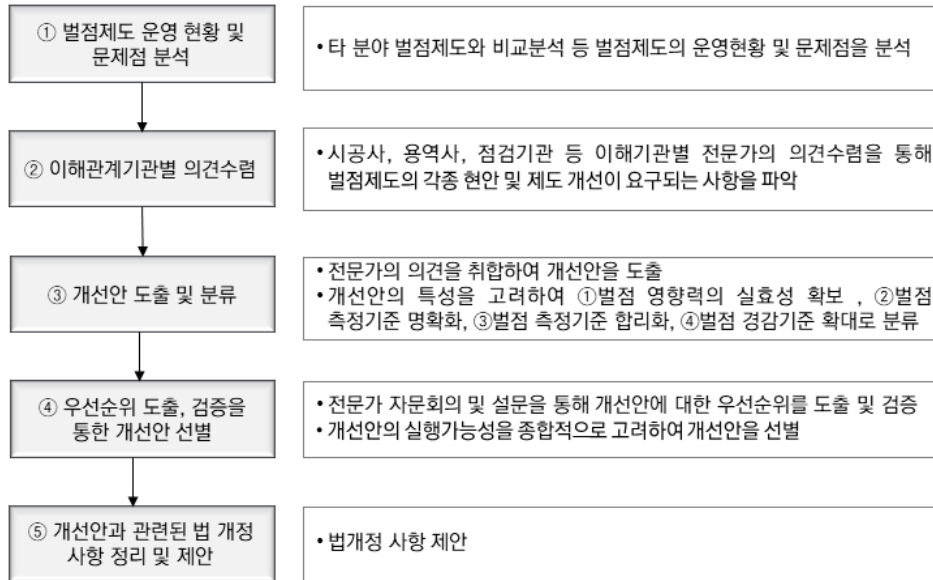 ① 벌점제도 운영 현황 및
문제점 분석
• 타 분야 벌점제도와 비교분석 등 벌점제도의 운영현황 및 문제점을 분석
② 이해관계기관별 의견수렴
• 시공사, 용역사, 점검기관 등 이해기관별 전문가의 의견수렴을 통해
벌점제도의 각종 현안 및 제도 개선이 요구되는 사항을 파악
③ 개선안 도출 및 분류
• 전문가의 의견을 취합하여 개선안을 도출
• 개선안의 특성을 고려하여 ①벌점 영향력의 실효성 확보 , ②벌점
측정기준 명확화, ③벌점 측정기준 합리화, ④벌점 경감기준 확대로 분류
④ 우선순위 도출, 검증을
통한 개선안 선별
• 전문가 자문회의 및 설문을 통해 개선안에 대한 우선순위를 도출 및 검증
• 개선안의 실행가능성을 종합적으로 고려하여 개선안을 선별
⑤ 개선안과 관련된 법 개정
사항 정리 및 제안
• 법개정 사항 제안